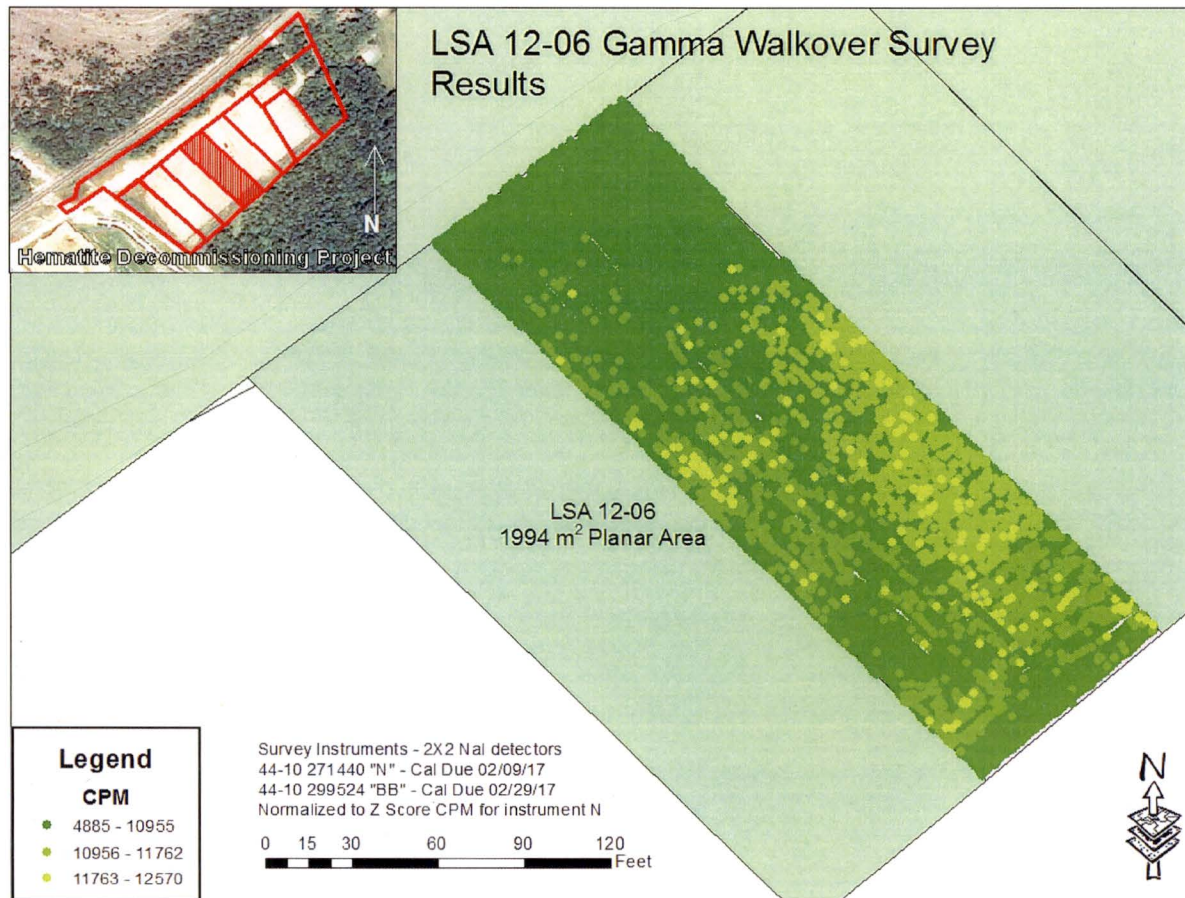 LSA 12-06 Gamma Walkover Survey
Results
N
Hematite Decommissioning Project
LSA 12-06
1994 m² Planar Area
Legend
CPM
4885 - 10955
10956 - 11762
11763 - 12570
Survey Instruments - 2X2 NaI detectors
44-10 271440 "N" - Cal Due 02/09/17
44-10 299524 "BB" - Cal Due 02/29/17
Normalized to Z Score CPM for instrument N
0 15 30 60 90 120
Feet
N